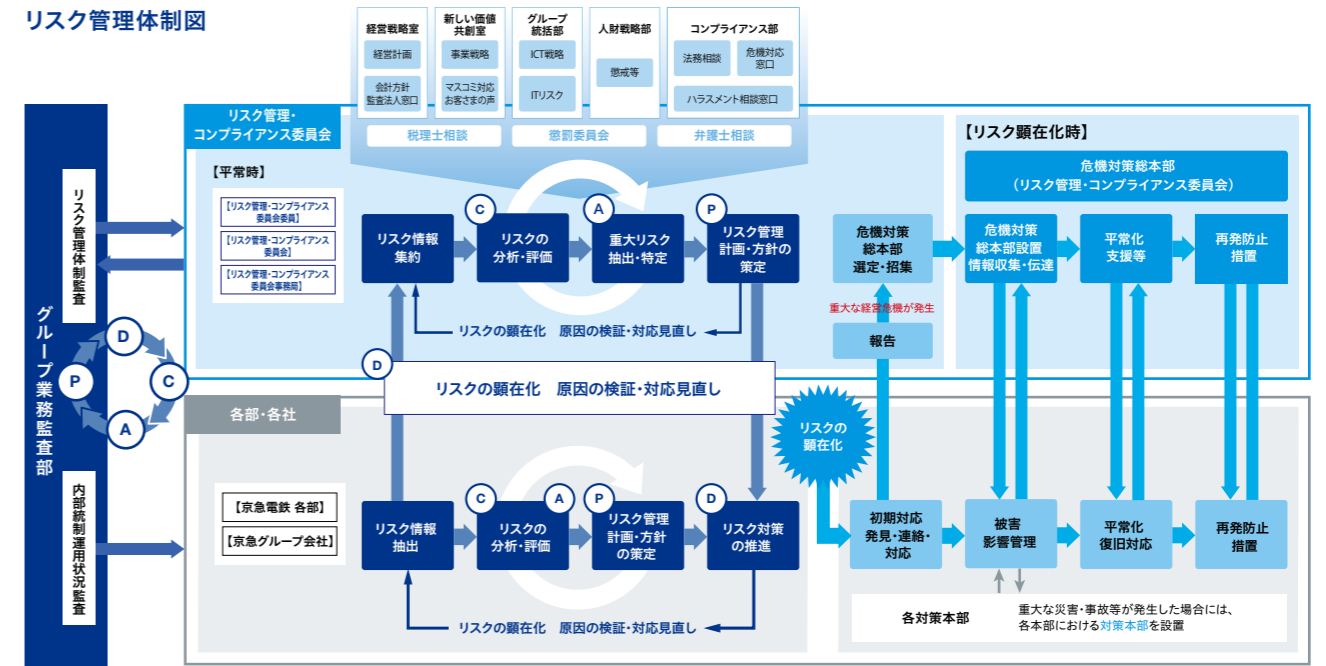 リスク管理体制図
経営戦略室
経営計画
会計方針
監査法人窓口
新しい価値
共創室
事業戦略
マスコミ対応
お客さまの声
グループ
統括部
ICT戦略
ITリスク
人財戦略部
懲戒等
コンプライアンス部
法務相談
危機対応
窓口
ハラスメント相談窓口
税理士相談
懲罰委員会
弁護士相談
グループ業務監査部
リスク管理体制監査
内部統制運用状況監査
D
C
A
P
リスク管理・
コンプライアンス委員会
【平常時】
【リスク管理・コンプライアンス
委員会委員】
【リスク管理・コンプライアンス
委員会】
【リスク管理・コンプライアンス
委員会事務局】
リスク情報
集約
C
リスクの
分析・評価
A
重大リスク
抽出・特定
P
リスク管理
計画・方針の
策定
リスクの顕在化　原因の検証・対応見直し
D
リスクの顕在化　原因の検証・対応見直し
危機対策
総本部
選定・招集
重大な経営危機が発生
報告
【リスク顕在化時】
危機対策総本部
（リスク管理・コンプライアンス委員会）
危機対策
総本部設置
情報収集・伝達
平常化
支援等
再発防止
措置
各部・各社
【京急電鉄 各部】
【京急グループ会社】
リスク情報
抽出
C
リスクの
分析・評価
A
P
リスク管理
計画・方針
の策定
D
リスク対策
の推進
リスクの顕在化　原因の検証・対応見直し
リスクの
顕在化
初期対応
発見・連絡・
対応
被害
影響管理
平常化
復旧対応
再発防止
措置
各対策本部
重大な災害・事故等が発生した場合には、
各本部における対策本部を設置